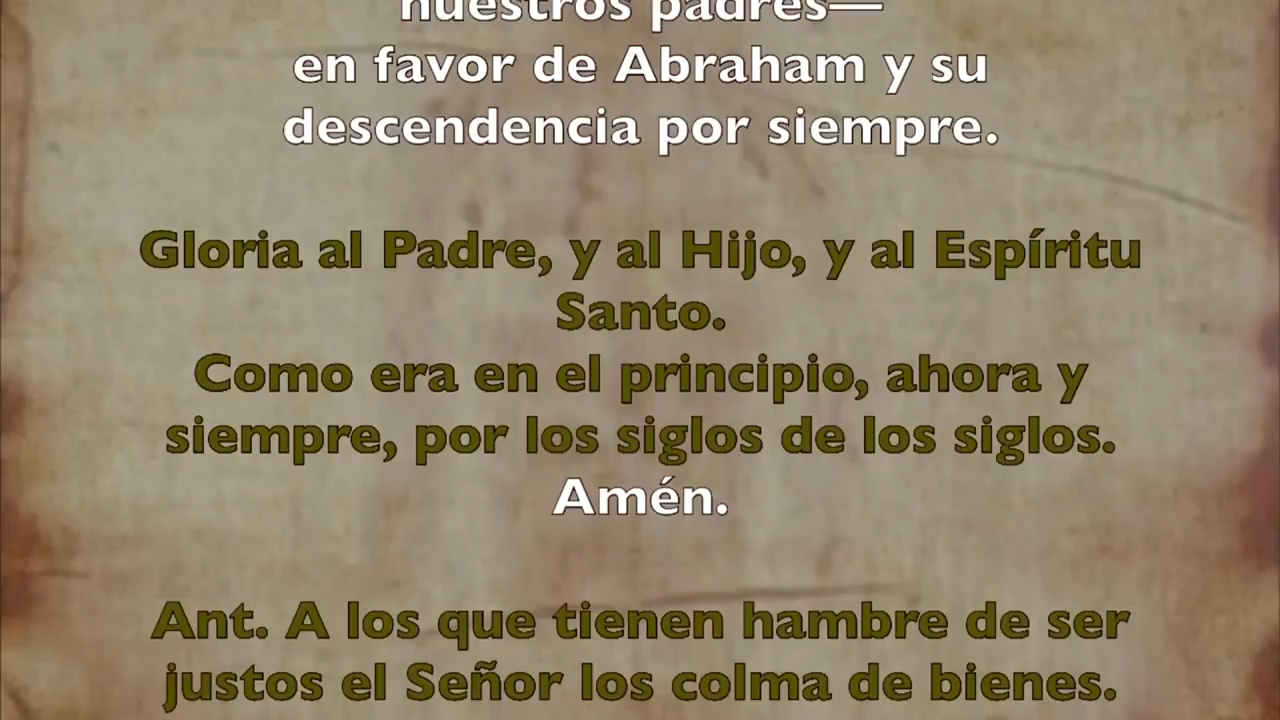 nuestros padres—
en favor de Abraham y su
descendencia por siempre.
Gloria al Padre, y al Hijo, y al Espíritu
Santo.
Como era en el principio, ahora y
siempre, por los siglos de los siglos.
Amén.
Ant. A los que tienen hambre de ser
justos el Señor los colma de bienes.